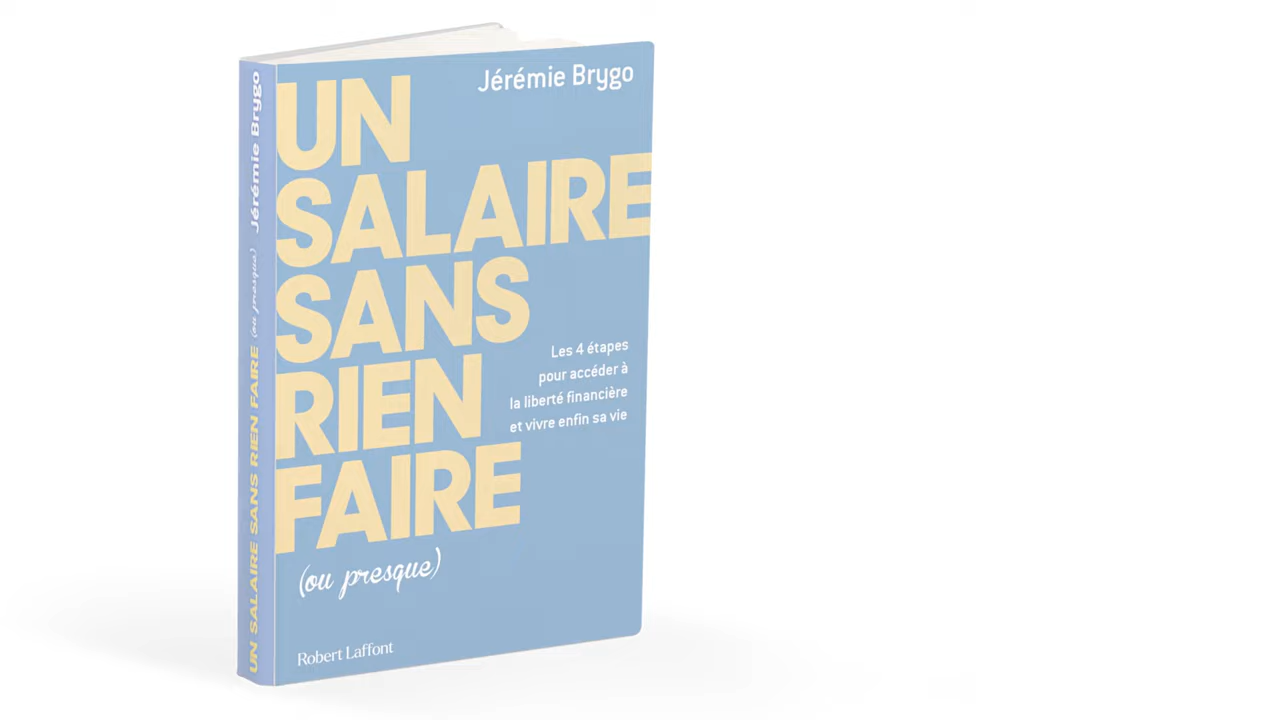 Jérémie Brygo
UN
SALAIRE
SANS
RIEN
FAIRE
(ou presque)
Les 4 étapes
pour accéder à
la liberté financière
et vivre enfin sa vie
Robert Laffont
UN SALAIRE SANS RIEN FAIRE (ou presque) Jérémie Brygo